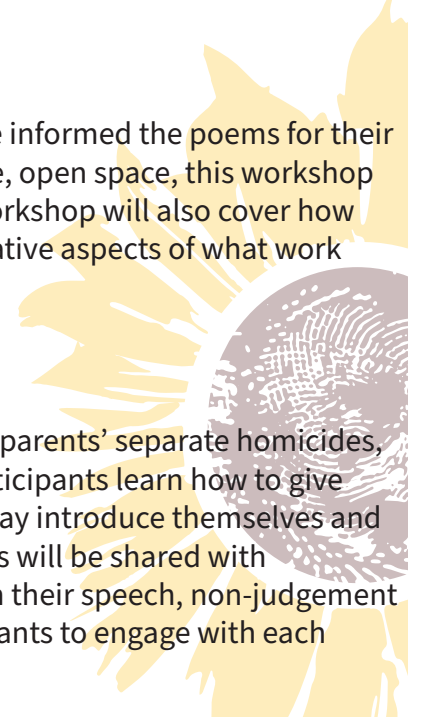 informed the poems for their
, open space, this workshop
workshop will also cover how
ative aspects of what work
parents’ separate homicides,
ticipants learn how to give
ay introduce themselves and
s will be shared with
their speech, non-judgement
ants to engage with each